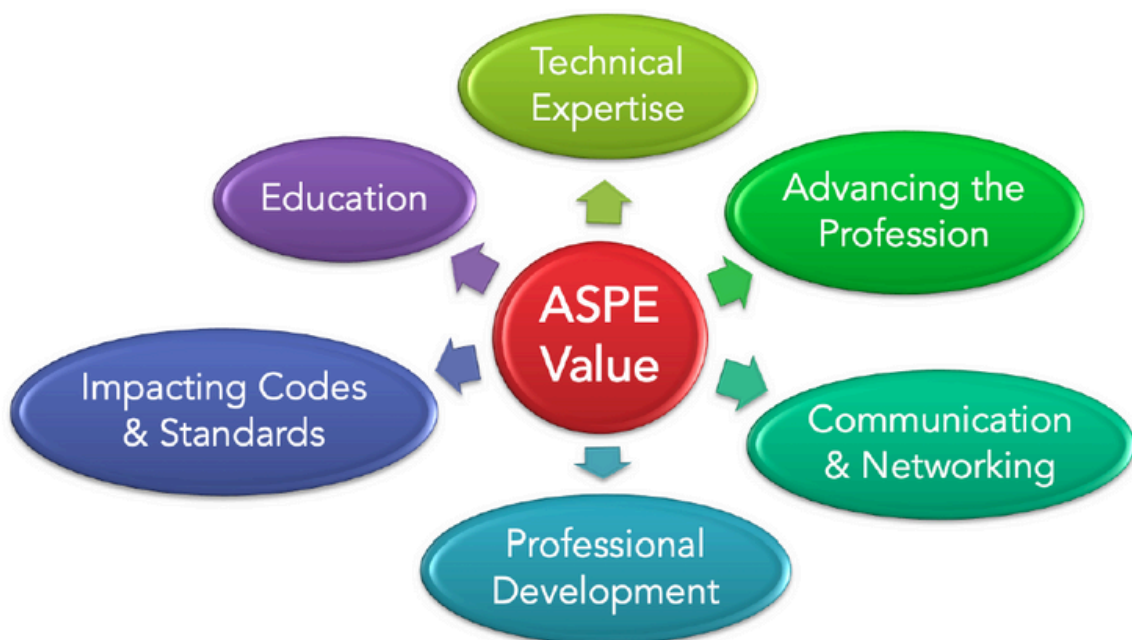 Technical
Expertise
Advancing the
Profession
Communication
& Networking
Professional
Development
Impacting Codes
& Standards
Education
ASPE
Value